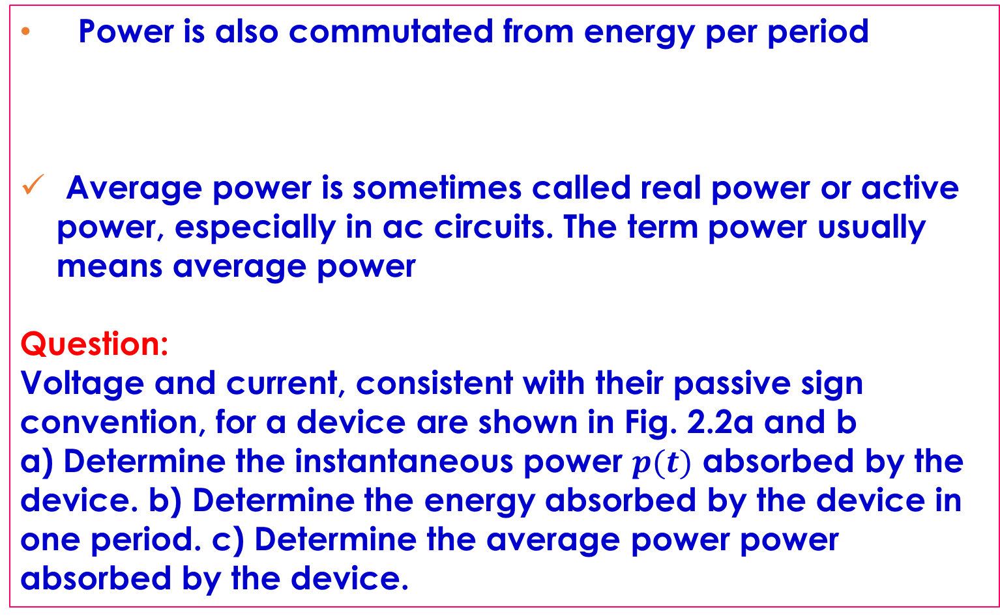 • Power is also commutated from energy per period
✓ Average power is sometimes called real power or active
power, especially in ac circuits. The term power usually
means average power
Question:
Voltage and current, consistent with their passive sign
convention, for a device are shown in Fig. 2.2a and b
a) Determine the instantaneous power p(t) absorbed by the
device. b) Determine the energy absorbed by the device in
one period. c) Determine the average power power
absorbed by the device.